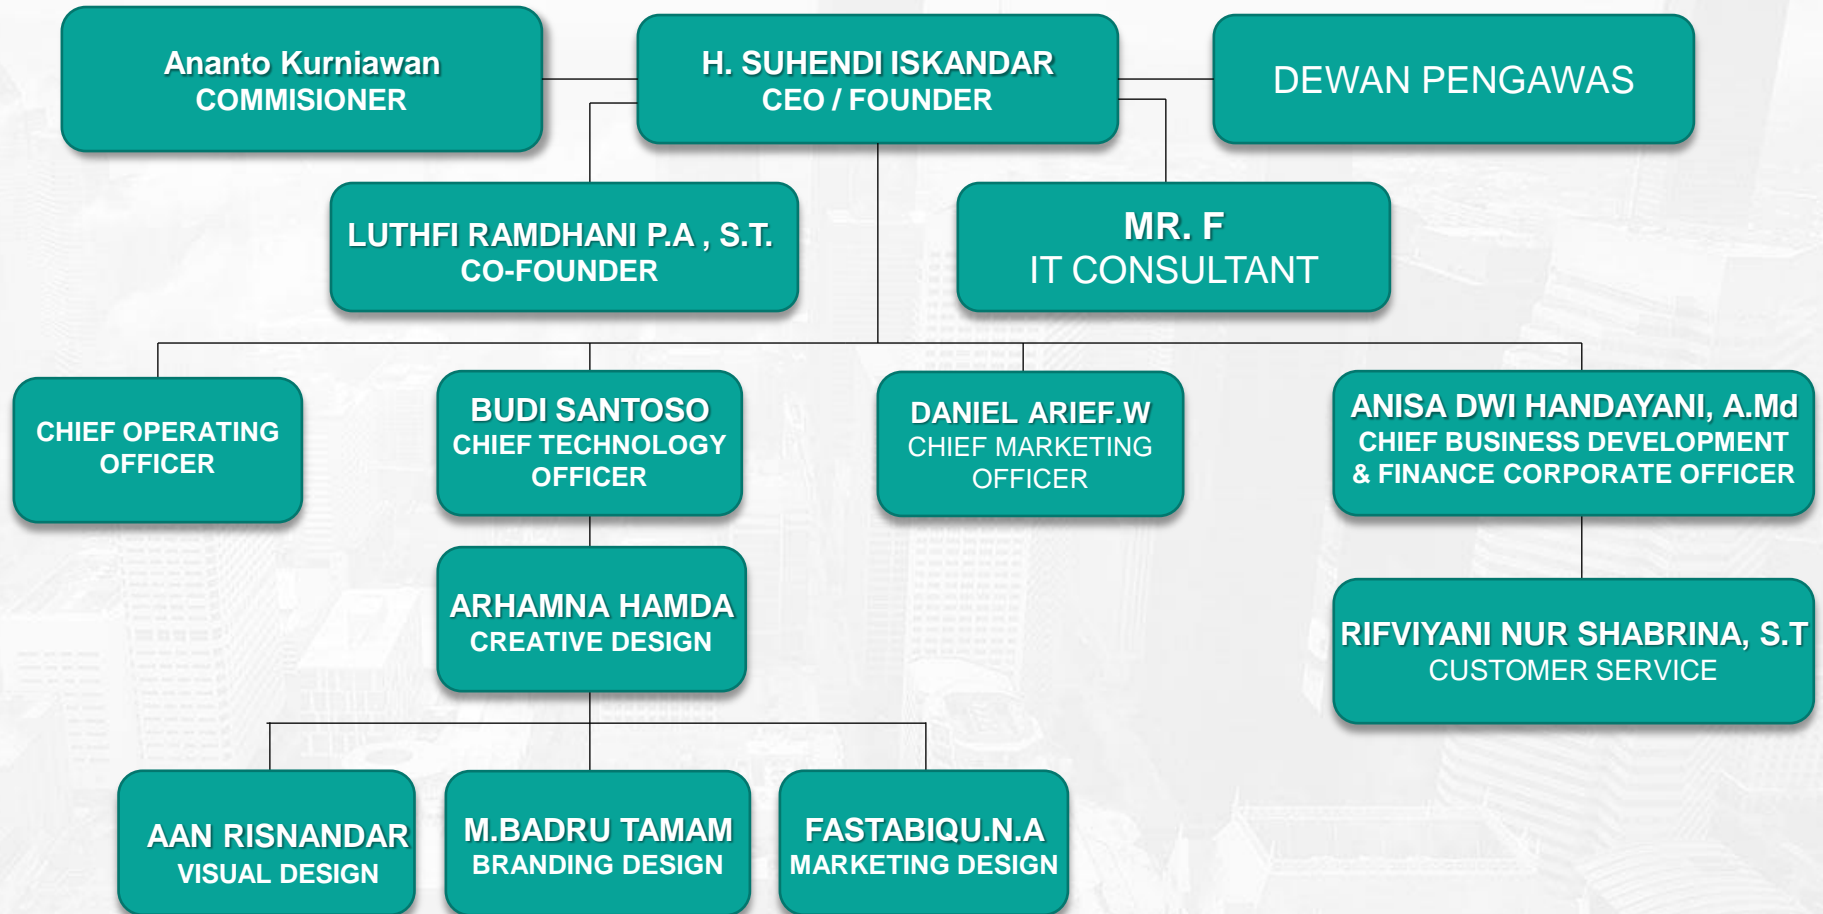 Ananto Kurniawan
COMMISIONER
H. SUHENDI ISKANDAR
CEO / FOUNDER
DEWAN PENGAWAS
LUTHFI RAMDHANI P.A , S.T.
CO-FOUNDER
MR. F
IT CONSULTANT
CHIEF OPERATING
OFFICER
BUDI SANTOSO
CHIEF TECHNOLOGY
OFFICER
DANIEL ARIEF.W
CHIEF MARKETING
OFFICER
ANISA DWI HANDAYANI, A.Md
CHIEF BUSINESS DEVELOPMENT
& FINANCE CORPORATE OFFICER
ARHAMNA HAMDA
CREATIVE DESIGN
RIFVIYANI NUR SHABRINA, S.T
CUSTOMER SERVICE
AAN RISNANDAR
VISUAL DESIGN
M.BADRU TAMAM
BRANDING DESIGN
FASTABIQU.N.A
MARKETING DESIGN